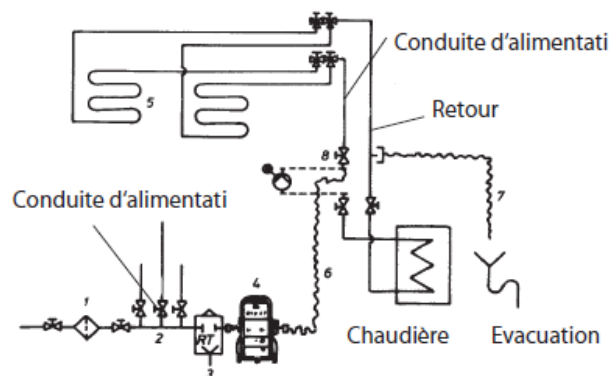 Conduite d'alimentati
5
Retour
8
Conduite d'alimentati
7
4
6
1
RT
2
3
Chaudière
Evacuation